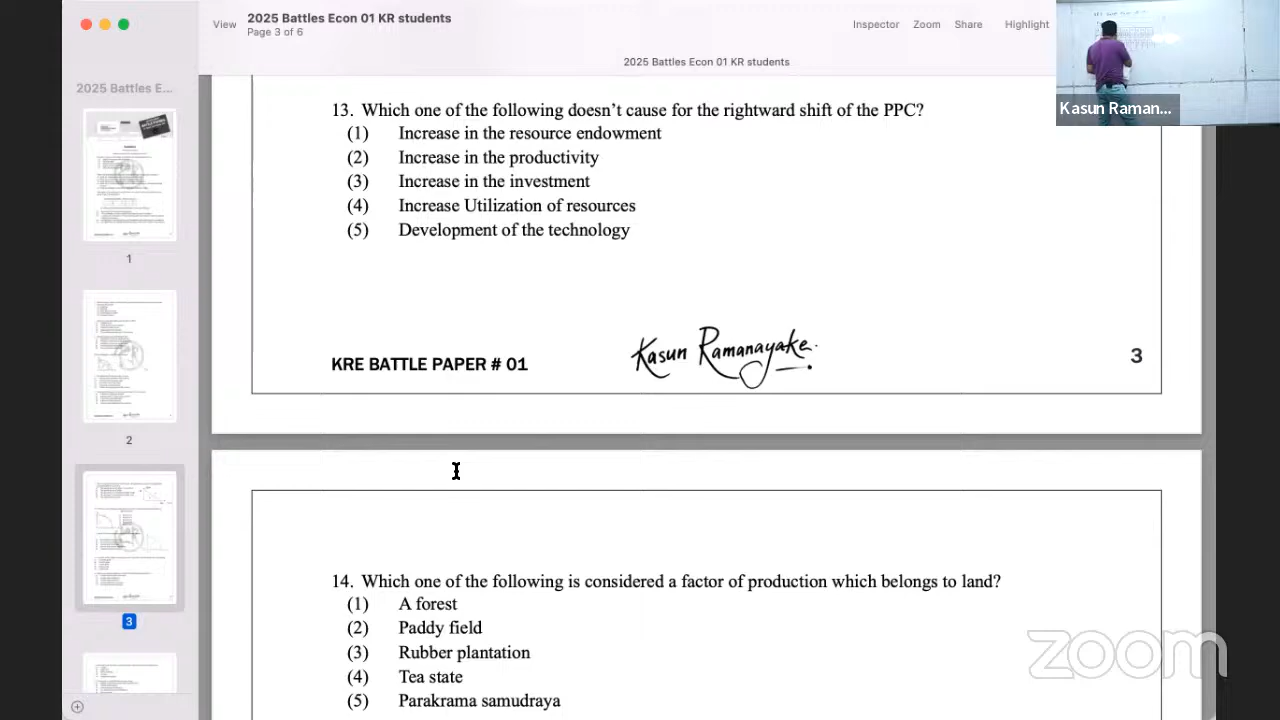 View
2025 Battles Econ 01 KR students
Page 3 of 6
Inspector
Zoom
Share
Highlight
2025 Battles Econ 01 KR students
Kasun Raman...
2025 Battles E...
1
2
3
13. Which one of the following doesn’t cause for the rightward shift of the PPC?
(1) Increase in the resource endowment
(2) Increase in the productivity
(3) Increase in the investment
(4) Increase Utilization of resources
(5) Development of the technology
KRE BATTLE PAPER # 01
Kasun Ramanayake.
3
14. Which one of the following is considered a factor of production which belongs to land?
(1) A forest
(2) Paddy field
(3) Rubber plantation
(4) Tea state
(5) Parakrama samudraya
zoom